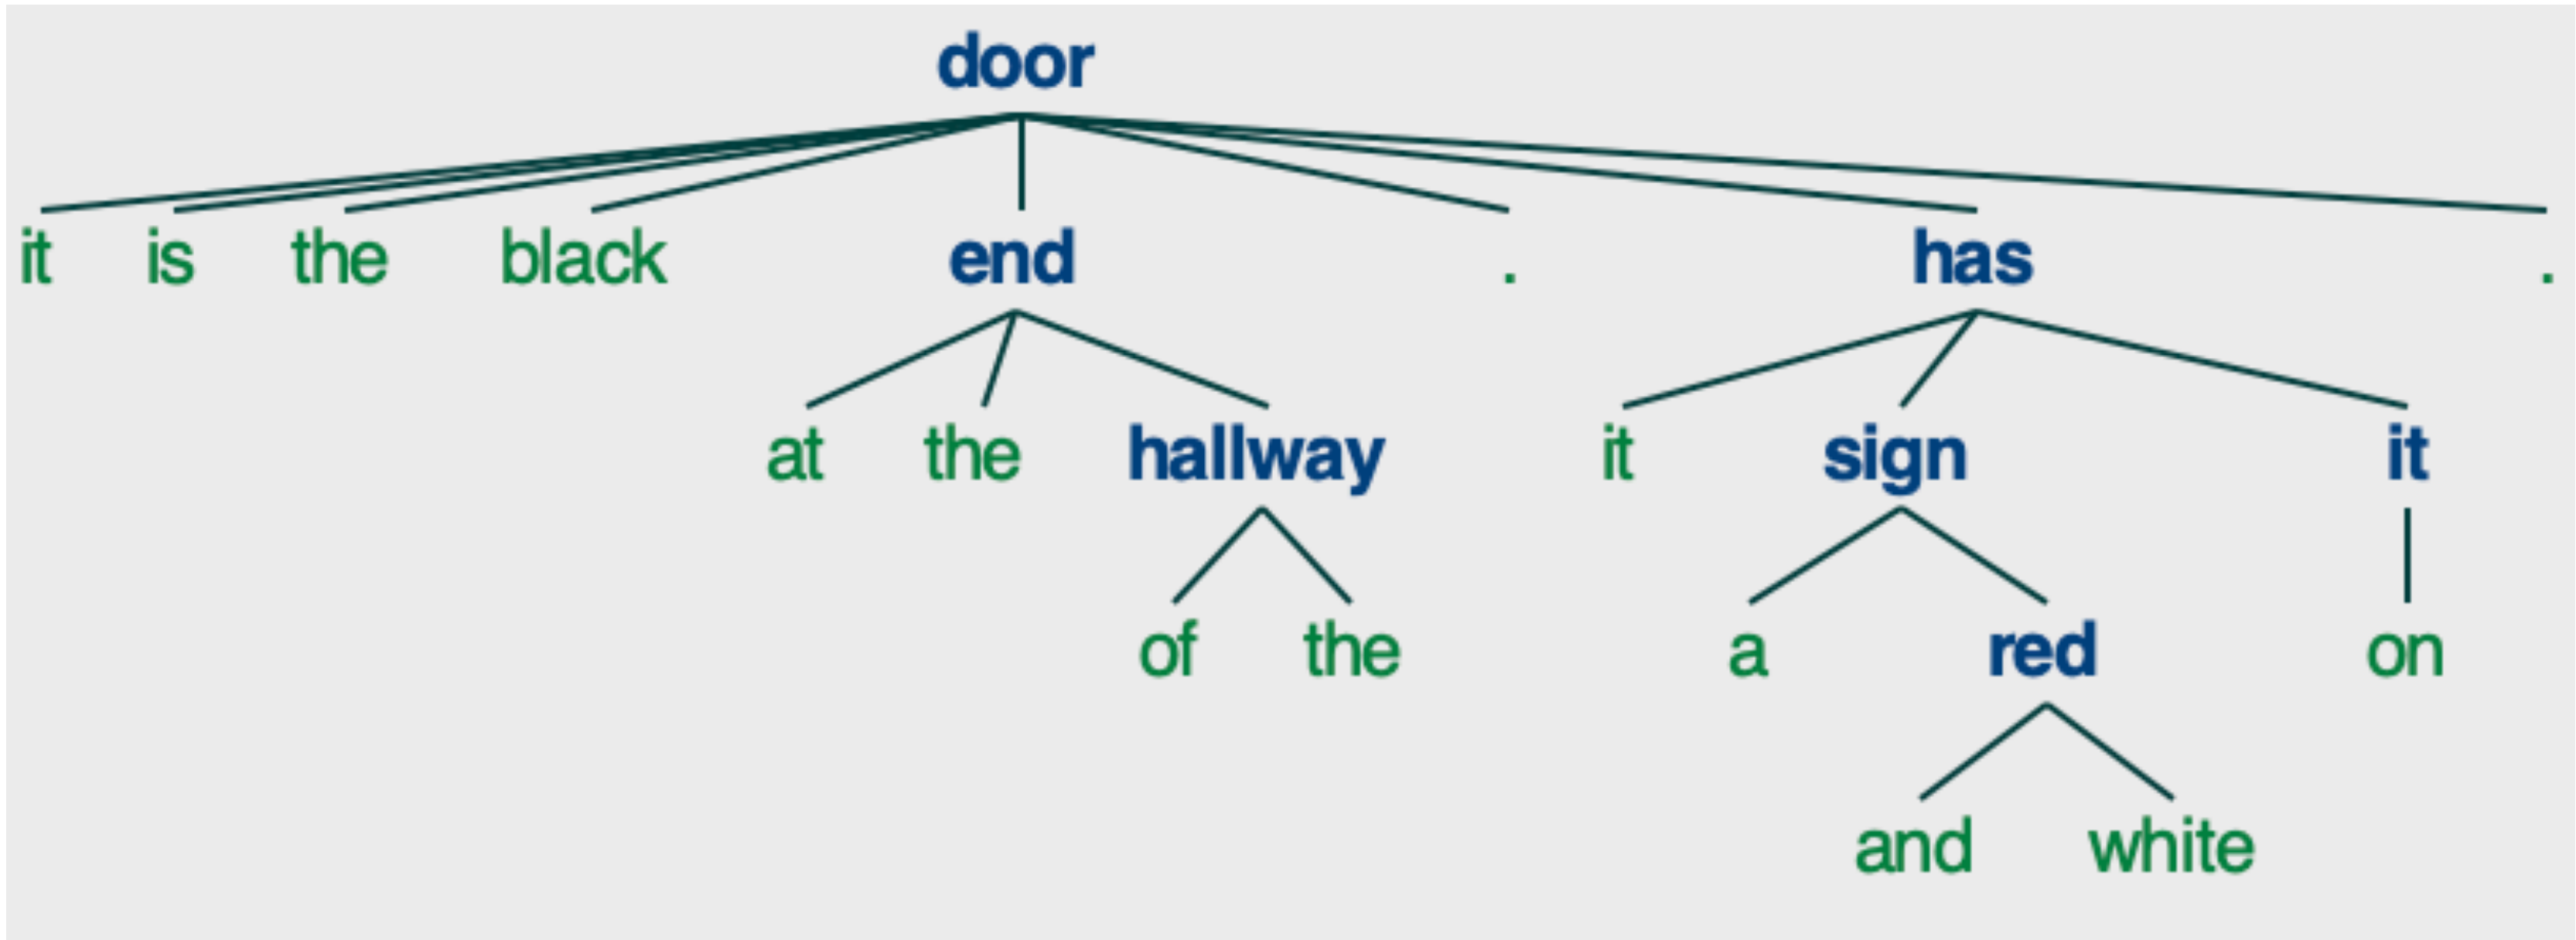 door
it is the black end . has .
at the hallway it sign it
of the a red on
and white